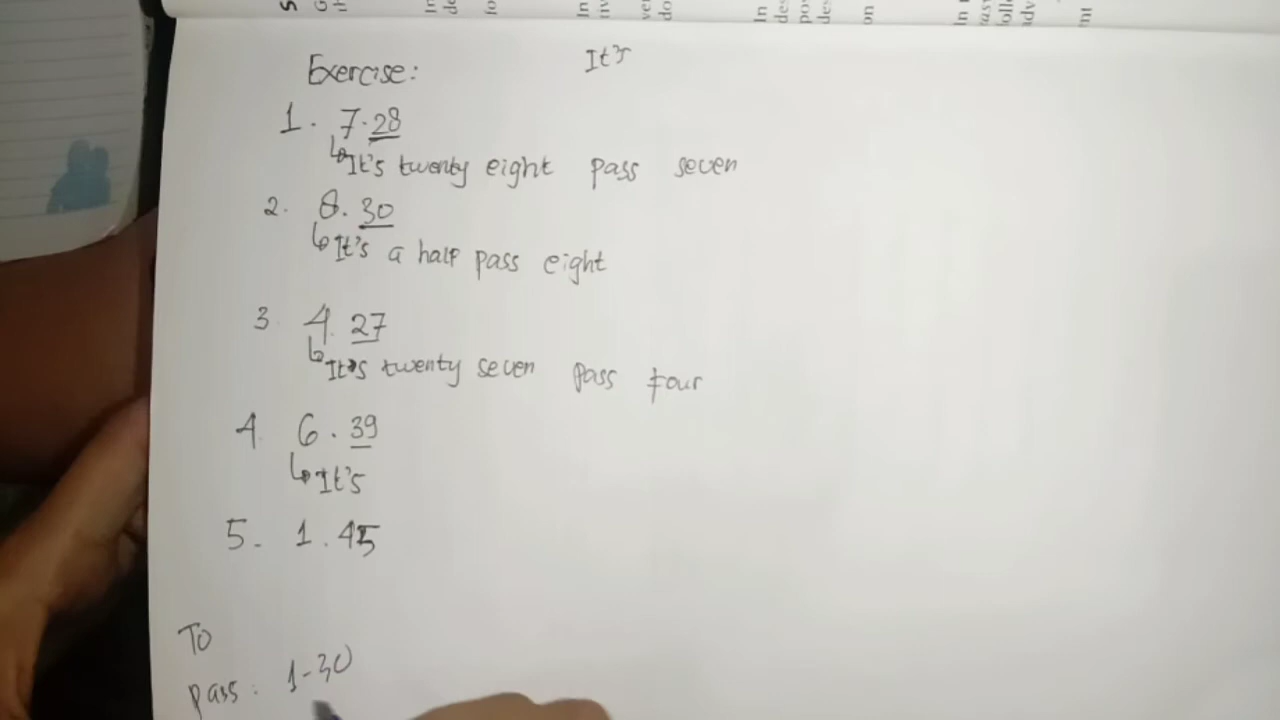 It's
Exercise:
1. 7.28
It's twenty eight pass seven
2. 8.30
It's a half pass eight
3. 4.27
It's twenty seven pass four
4. 6.39
It's
5. 1.45
To
pass: 1-30